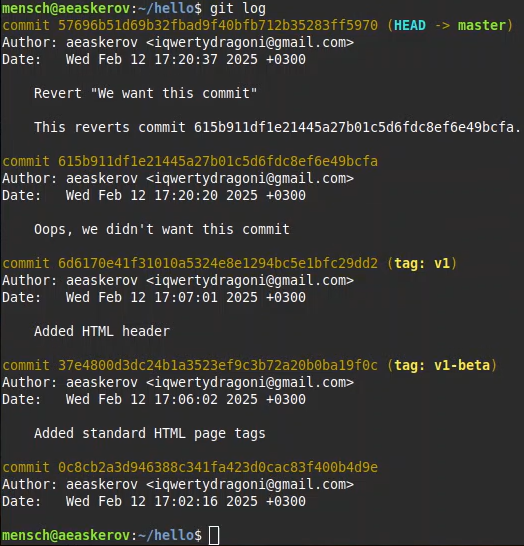 mensch@aeaskerov:~/hello$ git log
commit 57696b51d69b32fbad9f40bfb712b35283ff5970 (HEAD -> master)
Author: aeaskerov <iqwertydragoni@gmail.com>
Date:   Wed Feb 12 17:20:37 2025 +0300
    Revert "We want this commit"
    This reverts commit 615b911df1e21445a27b01c5d6fdc8ef6e49bcfa.
commit 615b911df1e21445a27b01c5d6fdc8ef6e49bcfa
Author: aeaskerov <iqwertydragoni@gmail.com>
Date:   Wed Feb 12 17:20:20 2025 +0300
    Oops, we didn't want this commit
commit 6d6170e41f31010a5324e8e1294bc5e1bfc29dd2 (tag: v1)
Author: aeaskerov <iqwertydragoni@gmail.com>
Date:   Wed Feb 12 17:07:01 2025 +0300
    Added HTML header
commit 37e4800d3dc24b1a3523ef9c3b72a20b0ba19f0c (tag: v1-beta)
Author: aeaskerov <iqwertydragoni@gmail.com>
Date:   Wed Feb 12 17:06:02 2025 +0300
    Added standard HTML page tags
commit 0c8cb2a3d946388c341fa423d0cac83f400b4d9e
Author: aeaskerov <iqwertydragoni@gmail.com>
Date:   Wed Feb 12 17:02:16 2025 +0300
mensch@aeaskerov:~/hello$